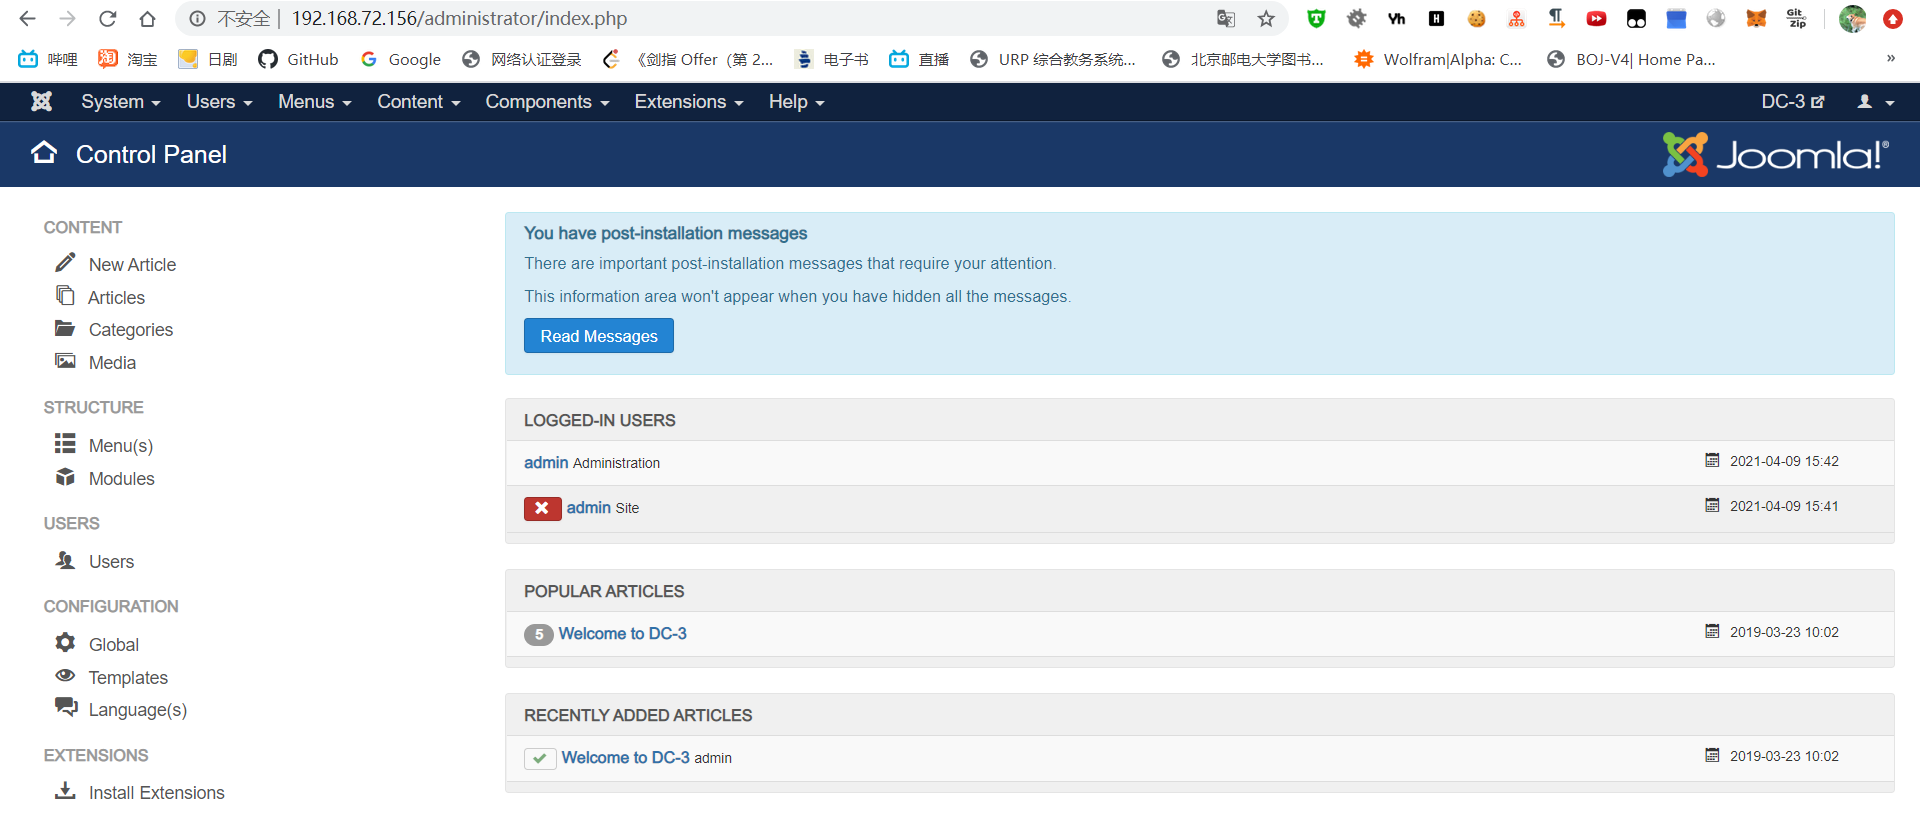 不安全 | 192.168.72.156/administrator/index.php
Yh H Git Zip
哔哩 淘 淘宝 日剧 GitHub Google 网络认证登录 《剑指 Offer（第 2... 电子书 直播 URP 综合教务系统... 北京邮电大学图书... Wolfram|Alpha: C... BOJ-V4| Home Pa... »
System Users Menus Content Components Extensions Help DC-3
Control Panel
Joomla!®
CONTENT
New Article
Articles
Categories
Media
STRUCTURE
Menu(s)
Modules
USERS
Users
CONFIGURATION
Global
Templates
Language(s)
EXTENSIONS
Install Extensions
You have post-installation messages
There are important post-installation messages that require your attention.
This information area won't appear when you have hidden all the messages.
Read Messages
LOGGED-IN USERS
admin Administration 2021-04-09 15:42
admin Site 2021-04-09 15:41
POPULAR ARTICLES
5 Welcome to DC-3 2019-03-23 10:02
RECENTLY ADDED ARTICLES
Welcome to DC-3 admin 2019-03-23 10:02